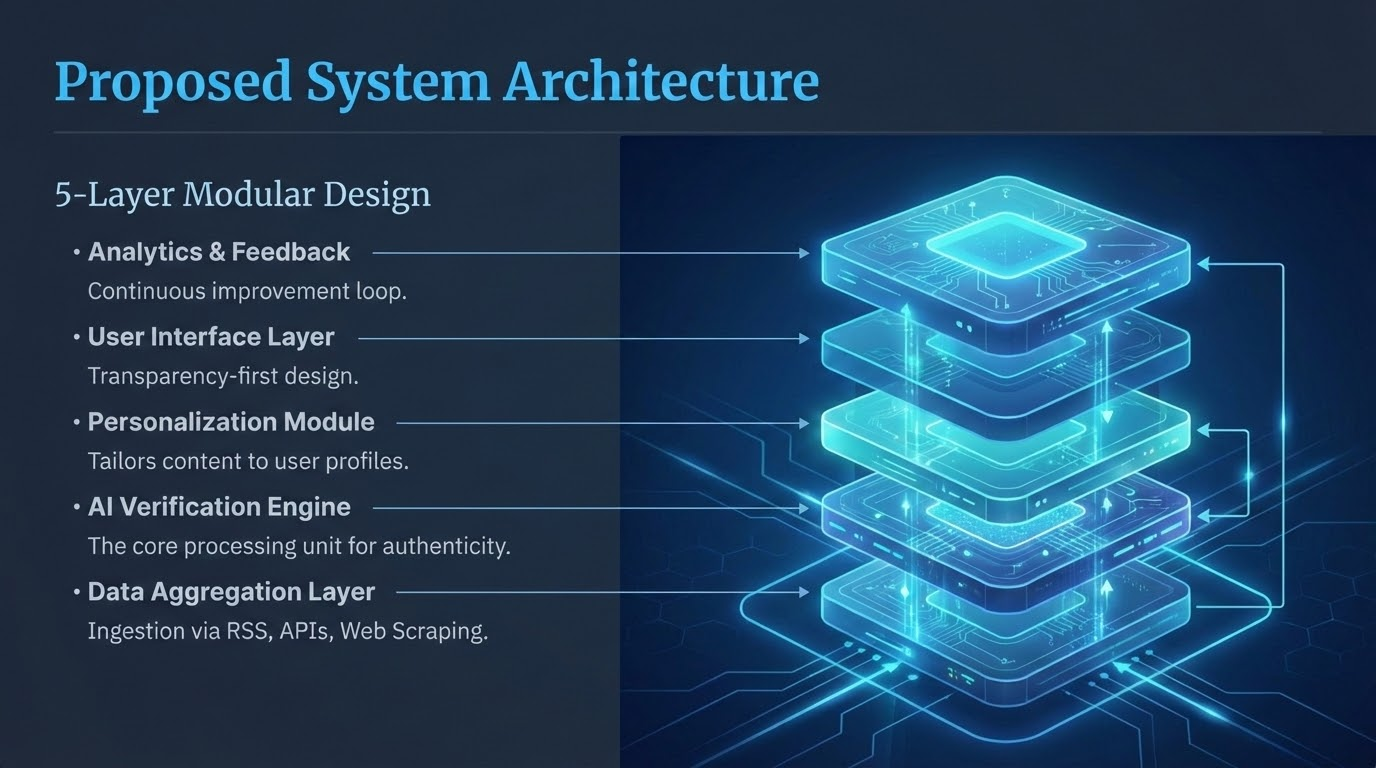 Proposed System Architecture
5-Layer Modular Design
• Analytics & Feedback
Continuous improvement loop.
• User Interface Layer
Transparency-first design.
• Personalization Module
Tailors content to user profiles.
• AI Verification Engine
The core processing unit for authenticity.
• Data Aggregation Layer
Ingestion via RSS, APIs, Web Scraping.